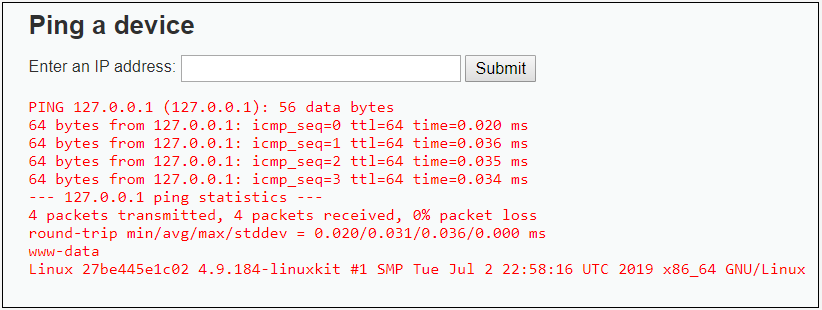 Ping a device
Enter an IP address: Submit
PING 127.0.0.1 (127.0.0.1): 56 data bytes
64 bytes from 127.0.0.1: icmp_seq=0 ttl=64 time=0.020 ms
64 bytes from 127.0.0.1: icmp_seq=1 ttl=64 time=0.036 ms
64 bytes from 127.0.0.1: icmp_seq=2 ttl=64 time=0.035 ms
64 bytes from 127.0.0.1: icmp_seq=3 ttl=64 time=0.034 ms
--- 127.0.0.1 ping statistics ---
4 packets transmitted, 4 packets received, 0% packet loss
round-trip min/avg/max/stddev = 0.020/0.031/0.036/0.000 ms
www-data
Linux 27be445e1c02 4.9.184-linuxkit #1 SMP Tue Jul 2 22:58:16 UTC 2019 x86_64 GNU/Linux